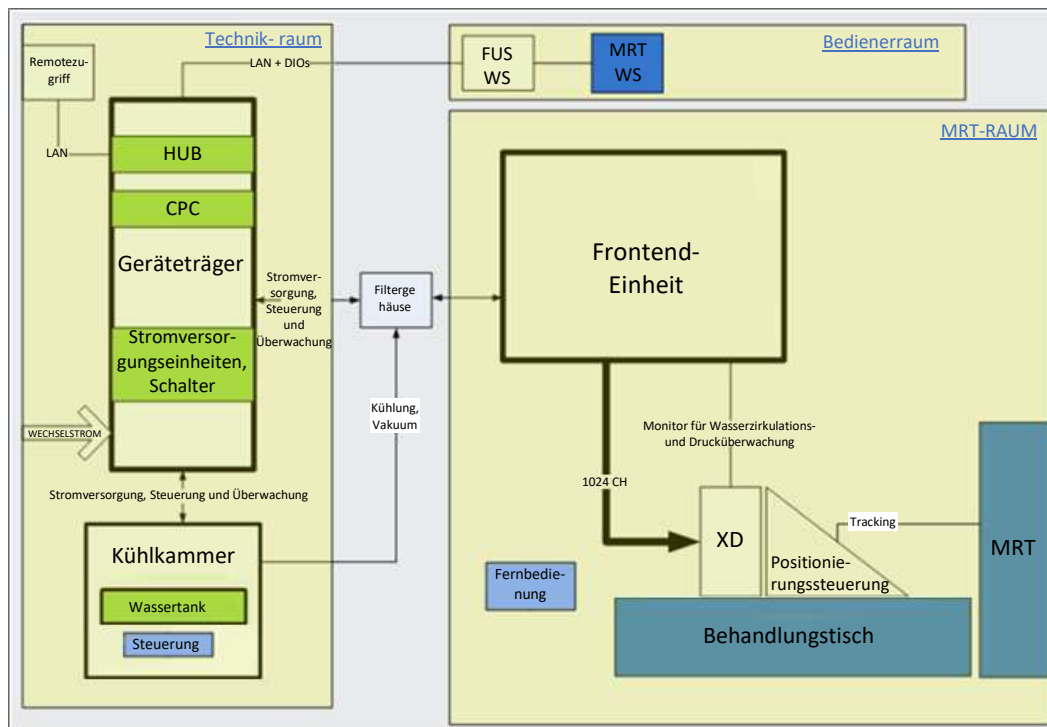 Technik- raum
Remotezu-
griff
LAN + DIOs
LAN
HUB
CPC
Geräteträger
Stromver-
sorgung,
Steuerung
und
Überwachung
Stromversor-
gungseinheiten,
Schalter
WECHSELSTROM
Stromversorgung, Steuerung und Überwachung
Kühlkammer
Wassertank
Steuerung
Filterge
häuse
Kühlung,
Vakuum
Bedienerraum
FUS
WS
MRT
WS
MRT-RAUM
Frontend-
Einheit
Monitor für Wasserzirkulations-
und Drucküberwachung
1024 CH
XD
Tracking
Positionie-
rungssteuerung
MRT
Fernbedie-
nung
Behandlungstisch